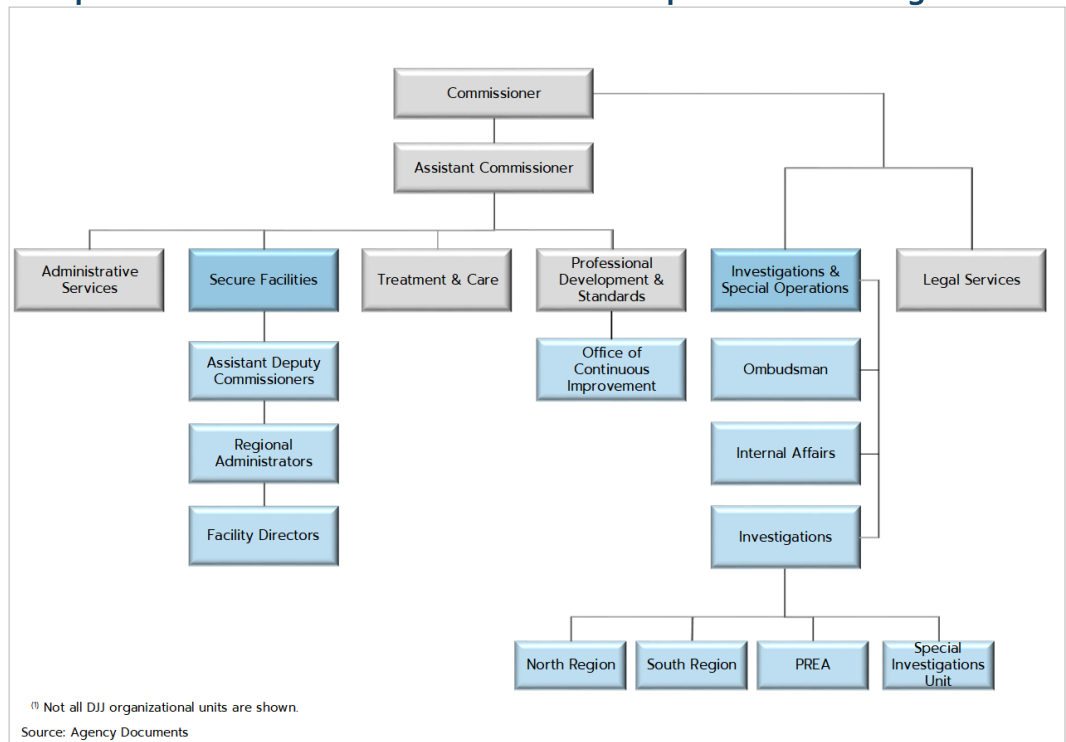 Commissioner
Assistant Commissioner
Administrative
Services
Secure Facilities
Treatment & Care
Professional
Development &
Standards
Investigations &
Special Operations
Legal Services
Assistant Deputy
Commissioners
Office of
Continuous
Improvement
Ombudsman
Regional
Administrators
Internal Affairs
Facility Directors
Investigations
North Region
South Region
PREA
Special
Investigations
Unit
(1) Not all DJJ organizational units are shown.
Source: Agency Documents